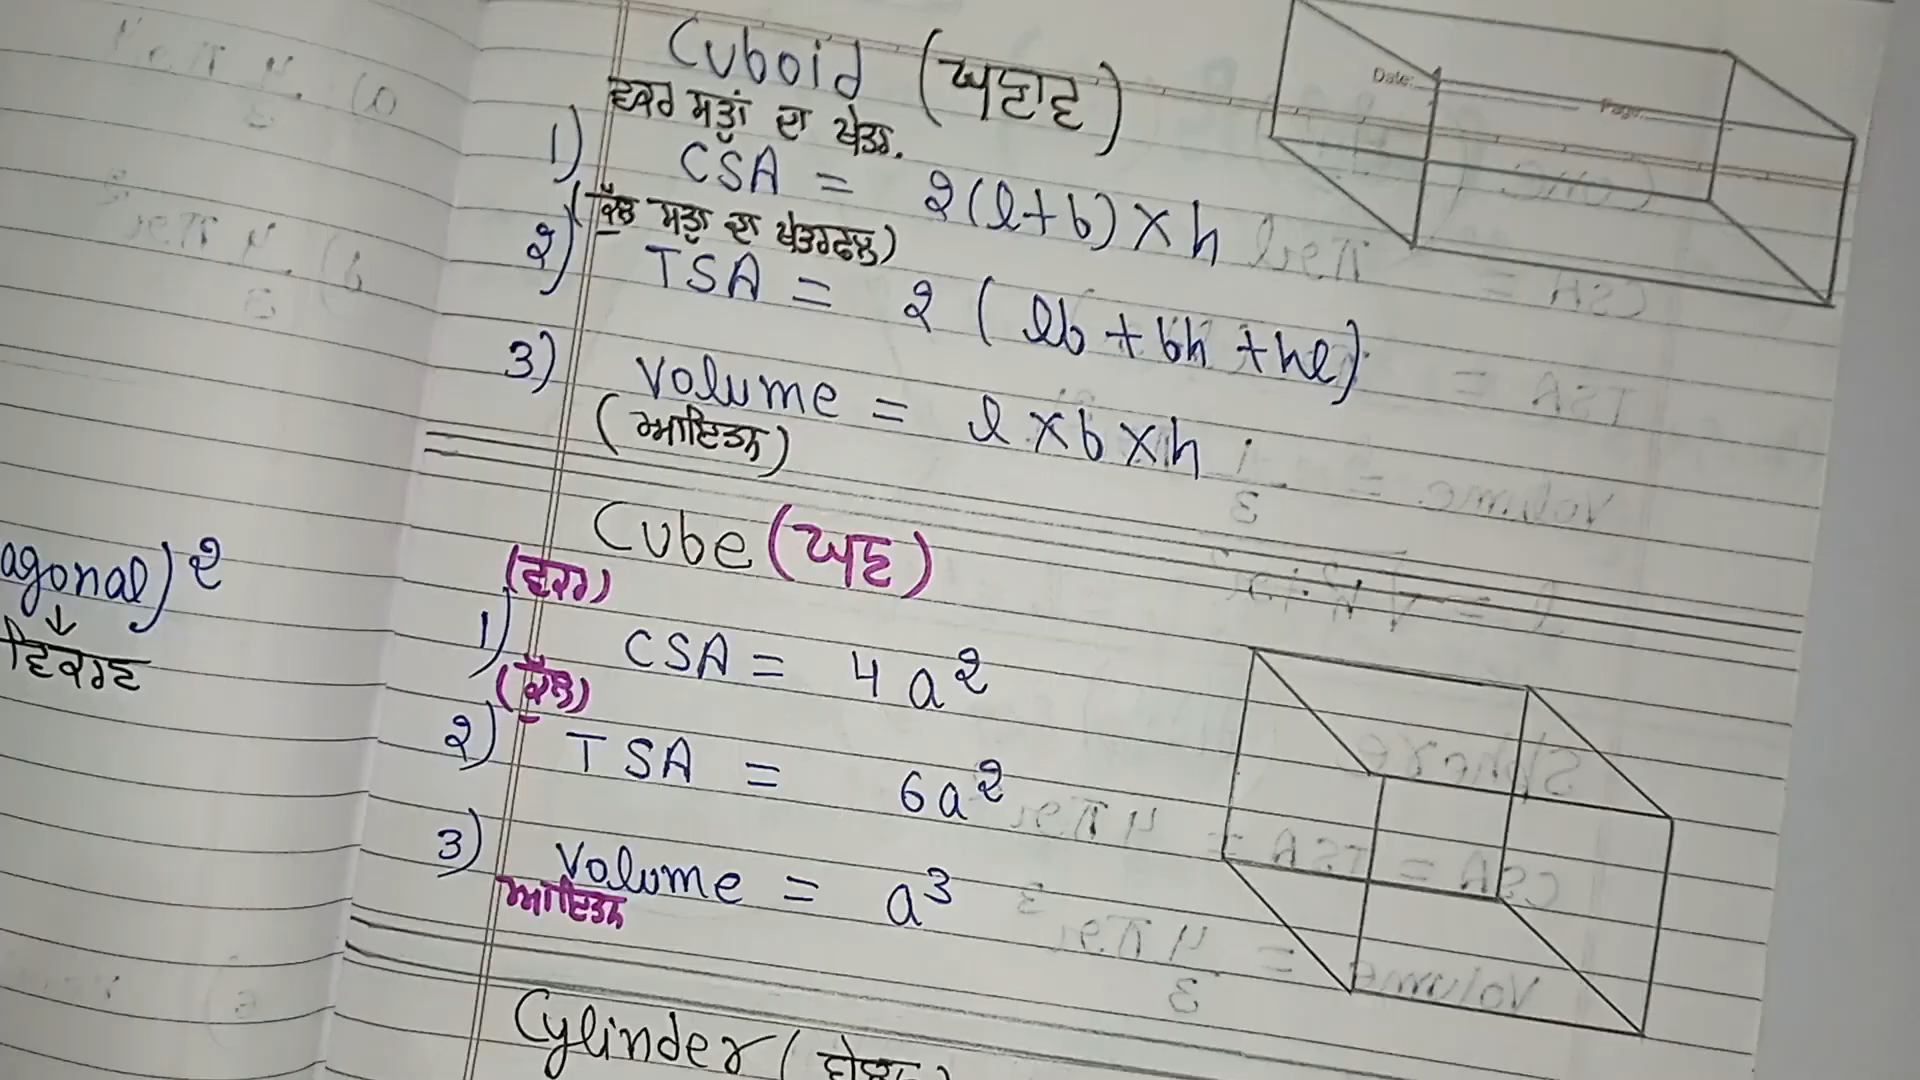 agonal) 2
↓
ਵਿਕਰਣ
Date:
Page:
Cuboid (ਘਣਾਵ)
ਵਕਰ ਸਤ੍ਹਾਂ ਦਾ ਖੇਤਰ.
1) CSA = 2(l+b)×h
(ਕੁੱਲ ਸਤ੍ਹਾ ਦਾ ਖੇਤਰਫਲ)
2) TSA = 2 ( lb + bh + hl)
3) Volume = l×b×h
(ਆਇਤਨ)
Cube (ਘਣ)
(ਵਕਰ)
1) CSA = 4a²
(ਕੁੱਲ)
2) TSA = 6a²
3) Volume = a³
ਆਇਤਨ
Cylinder (